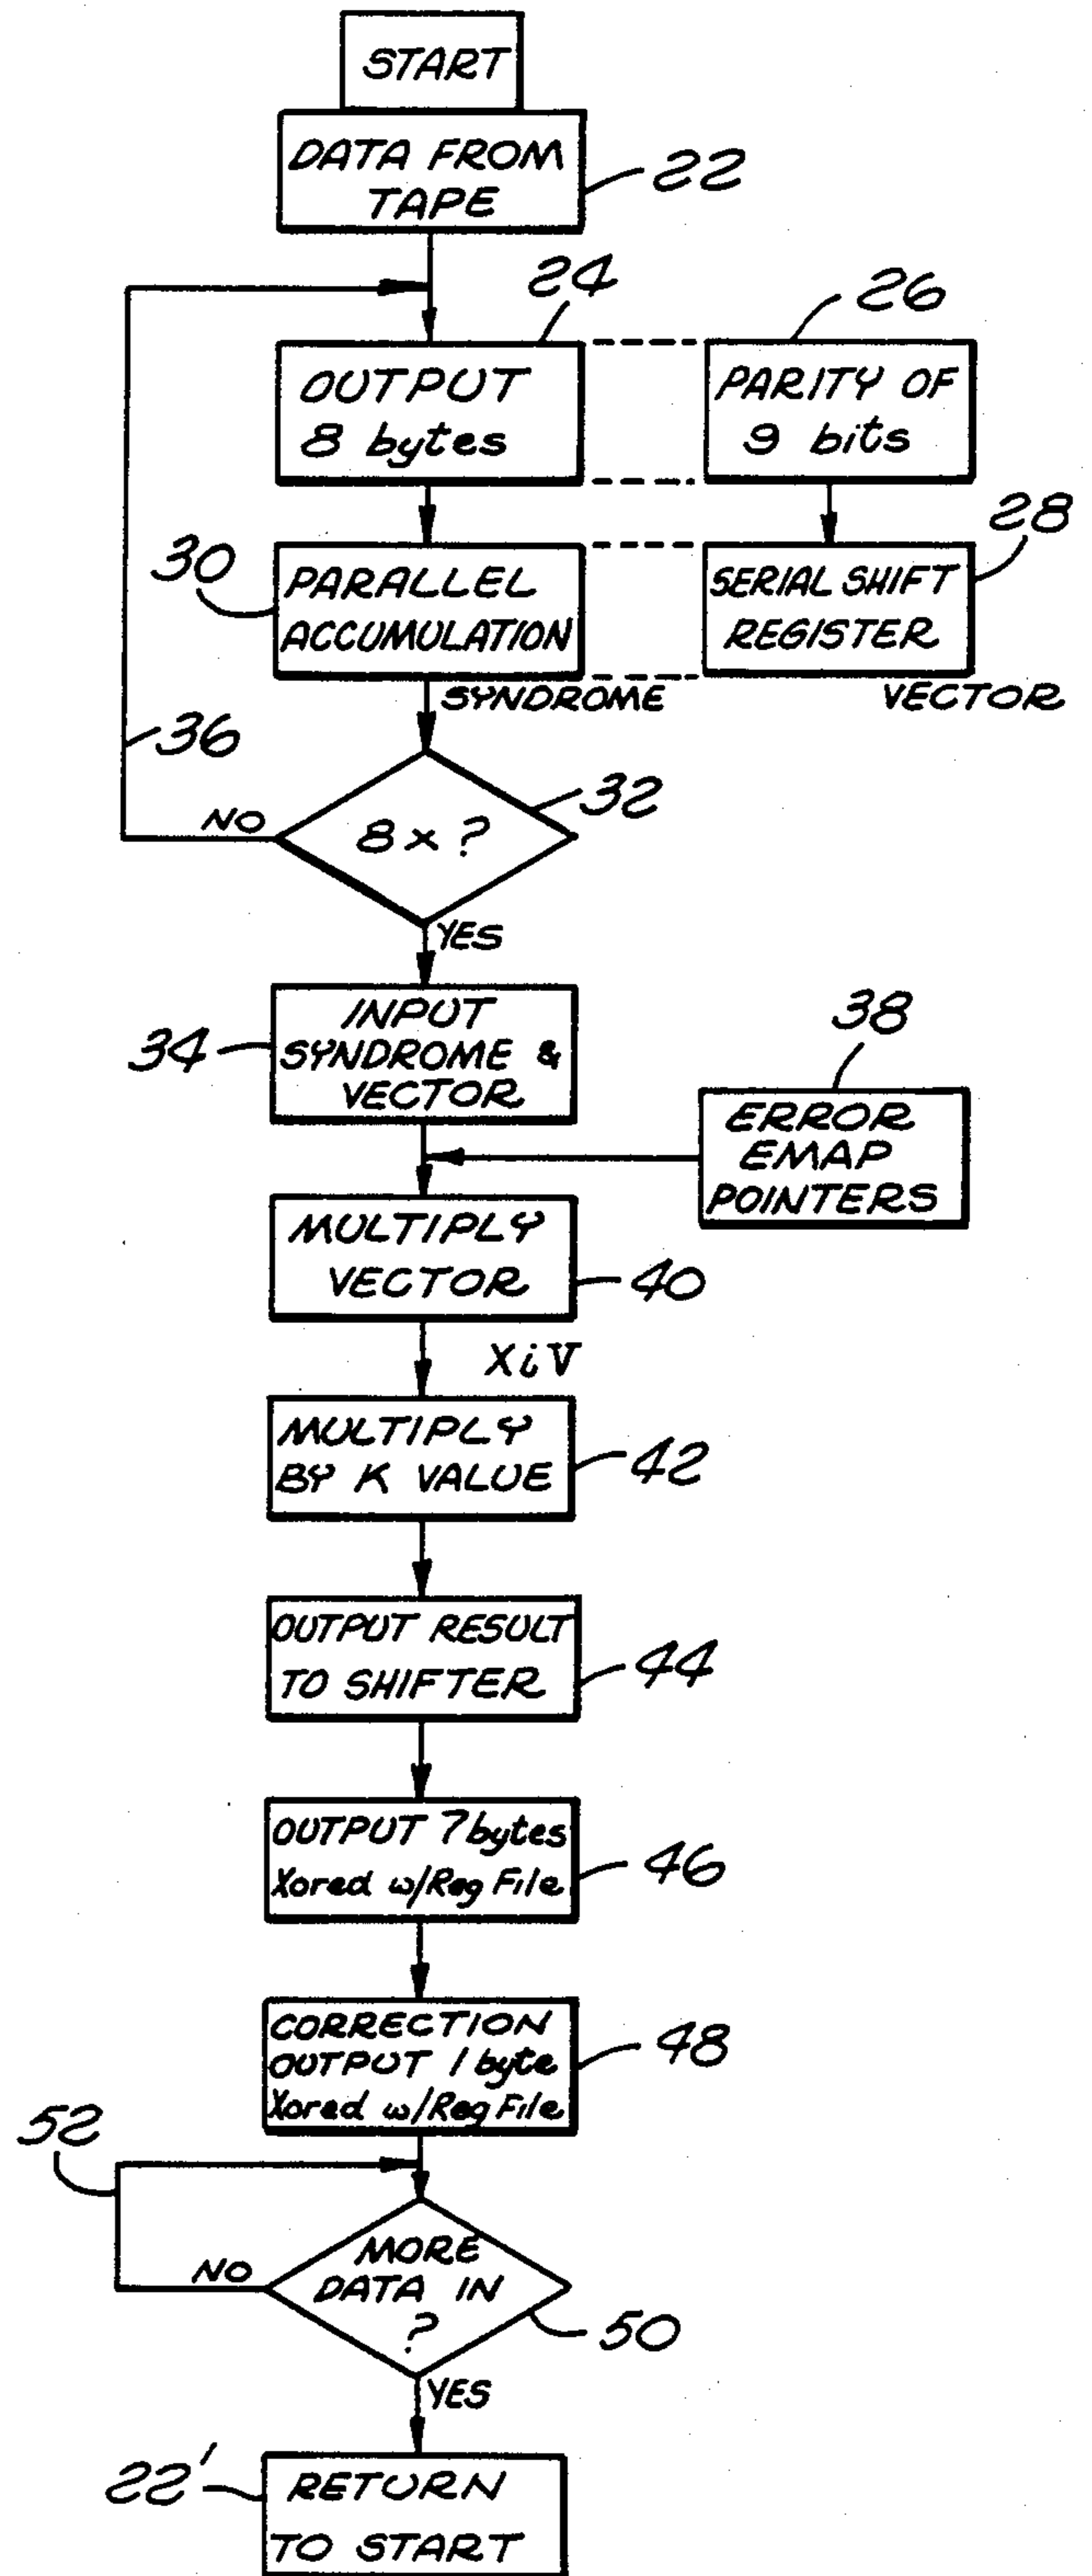 START
DATA FROM
TAPE
22
24
26
OUTPUT
8 bytes
PARITY OF
9 bits
28
30
PARALLEL
ACCUMULATION
SERIAL SHIFT
REGISTER
SYNDROME
VECTOR
36
32
NO
8 x ?
YES
34
INPUT
SYNDROME &
VECTOR
38
ERROR
EMAP
POINTERS
MULTIPLY
VECTOR
40
XiV
MULTIPLY
BY K VALUE
42
OUTPUT RESULT
TO SHIFTER
44
OUTPUT 7 bytes
Xored w/Reg File
46
CORRECTION
OUTPUT 1 byte
Xored w/Reg File
48
52
NO
MORE
DATA IN
?
50
YES
22'
RETURN
TO START